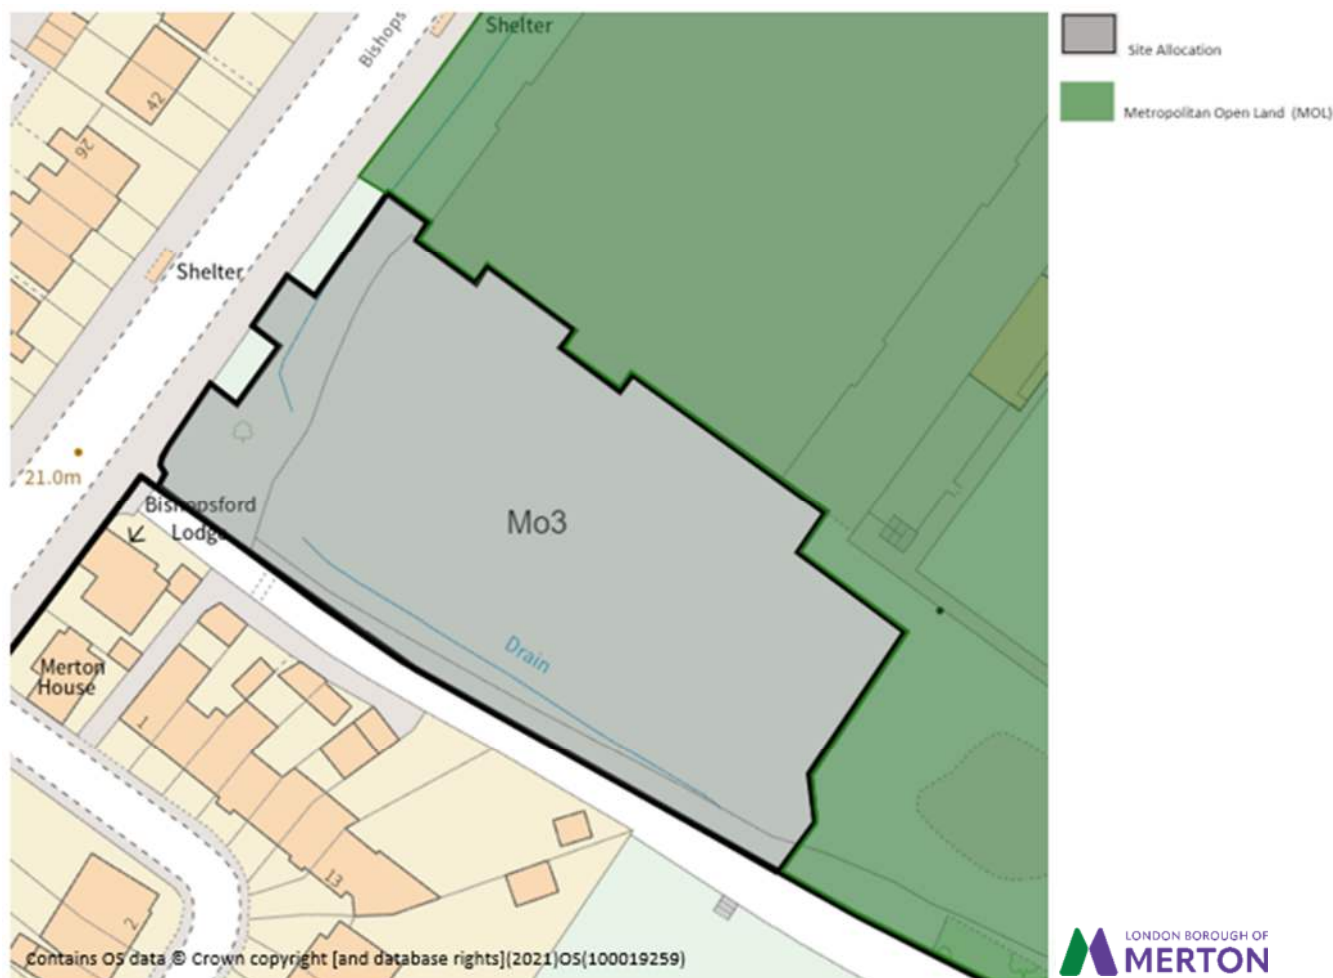 Shelter
Bishops
42
26
Shelter
21.0m
Bishopsford
Lodge
Mo3
Drain
Merton
House
1
13
2
Contains OS data © Crown copyright [and database rights](2021)OS(100019259)
Site Allocation
Metropolitan Open Land (MOL)
LONDON BOROUGH OF
MERTON